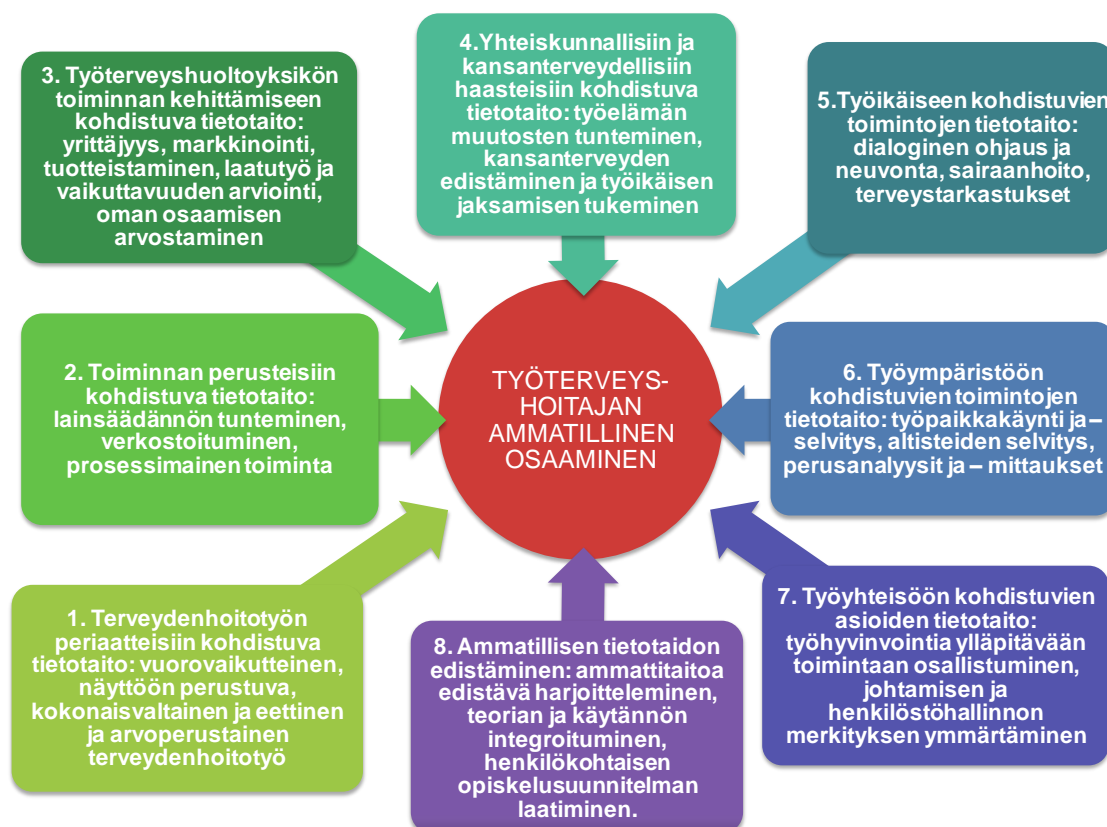 3. Työterveyshuoltoyksikön
toiminnan kehittämiseen
kohdistuva tietotaito:
yrittäjyys, markkinointi,
tuotteistaminen, laatutyö ja
vaikuttavuuden arviointi,
oman osaamisen
arvostaminen
4.Yhteiskunnallisiin ja
kansanterveydellisiin
haasteisiin kohdistuva
tietotaito: työelämän
muutosten tunteminen,
kansanterveyden
edistäminen ja työikäisen
jaksamisen tukeminen
5.Työikäiseen kohdistuvien
toimintojen tietotaito:
dialoginen ohjaus ja
neuvonta, sairaanhoito,
terveystarkastukset
2. Toiminnan perusteisiin
kohdistuva tietotaito:
lainsäädännön tunteminen,
verkostoituminen,
prosessimainen toiminta
TYÖTERVEYS-
HOITAJAN
AMMATILLINEN
OSAAMINEN
6. Työympäristöön
kohdistuvien toimintojen
tietotaito: työpaikkakäynti ja–
selvitys, altisteiden selvitys,
perusanalyysit ja – mittaukset
1. Terveydenhoitotyön
periaatteisiin kohdistuva
tietotaito: vuorovaikutteinen,
näyttöön perustuva,
kokonaisvaltainen ja eettinen
ja arvoperustainen
terveydenhoitotyö
8. Ammatillisen tietotaidon
edistäminen: ammattitaitoa
edistävä harjoitteleminen,
teorian ja käytännön
integroituminen,
henkilökohtaisen
opiskelusuunnitelman
laatiminen.
7. Työyhteisöön kohdistuvien
asioiden tietotaito:
työhyvinvointia ylläpitävään
toimintaan osallistuminen,
johtamisen ja
henkilöstöhallinnon
merkityksen ymmärtäminen